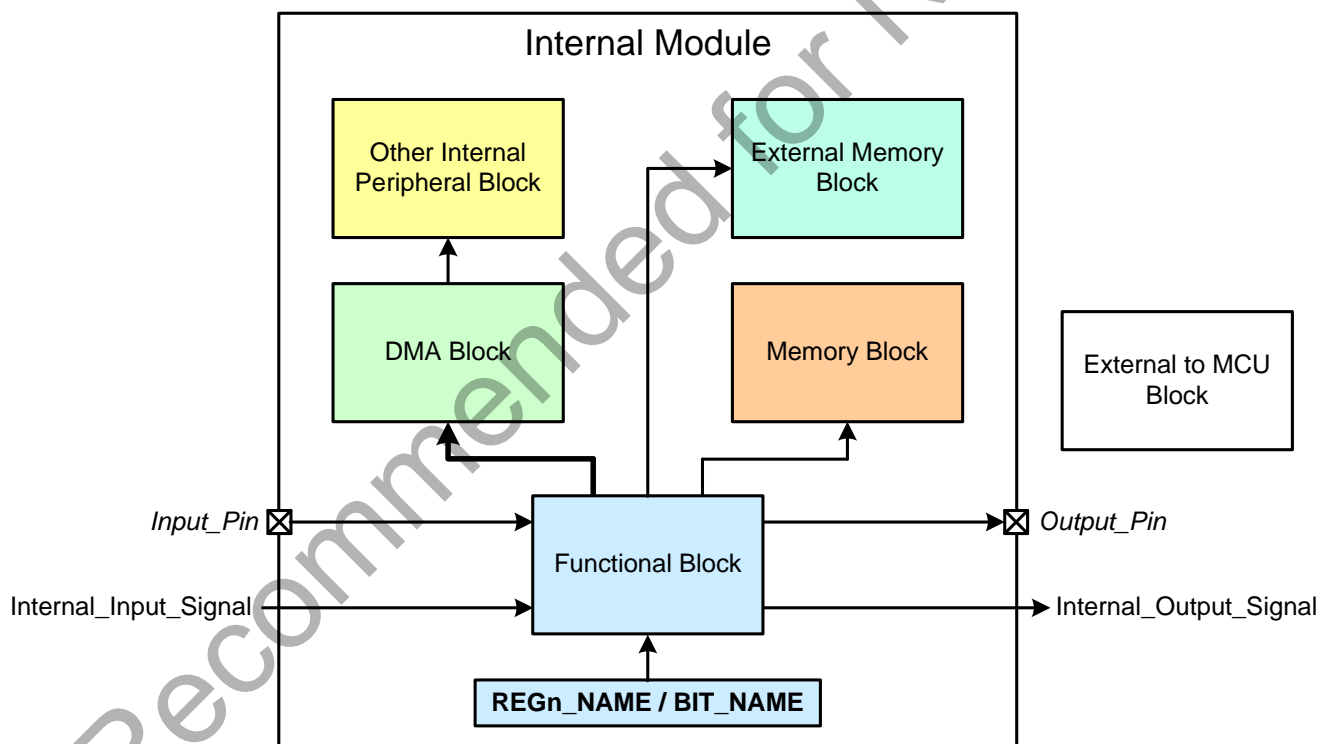 Internal Module
Other Internal
Peripheral Block
External Memory
Block
DMA Block
Memory Block
External to MCU
Block
Input_Pin
Output_Pin
Functional Block
Internal_Input_Signal
Internal_Output_Signal
REGn_NAME / BIT_NAME
Recommended for